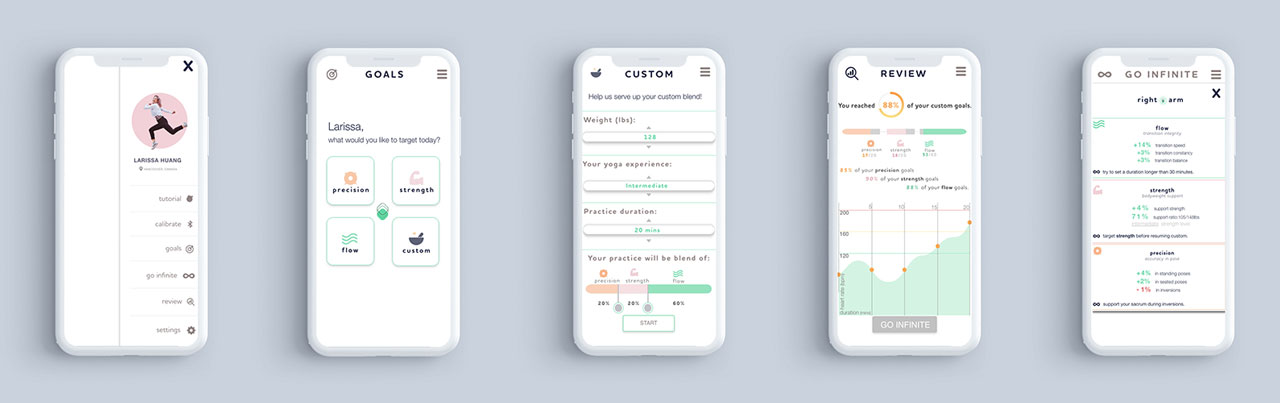 X
LARISSA HUANG
tutorial
calibrate
goals
go infinite
review
settings
GOALS
Larissa,
what would you like to target today?
precision
strength
flow
custom
CUSTOM
Help us serve up your custom blend!
Weight (lbs):
128
Your yoga experience:
Intermediate
Practice duration:
20 mins
Your practice will be blend of:
precision strength flow
20% 20% 60%
START
REVIEW
You reached 88% of your custom goals.
precision strength flow
88% of your precision goals
90% of your strength goals
88% of your flow goals.
5 10 15 20
200
160
120
heart rate (bpm)
duration (min)
GO INFINITE
GO INFINITE
X
right arm
flow
transition integrity
+14% transition speed
+3% transition constancy
+3% transition balance
try to set a duration longer than 30 minutes.
strength
bodyweight support
+4% support strength
71% support ratio 105/148lbs
intermediate strength level
target strength before resuming custom.
precision
accuracy in pose
+4% in standing poses
+2% in seated poses
+1% in inversions
support your sacrum during inversions.